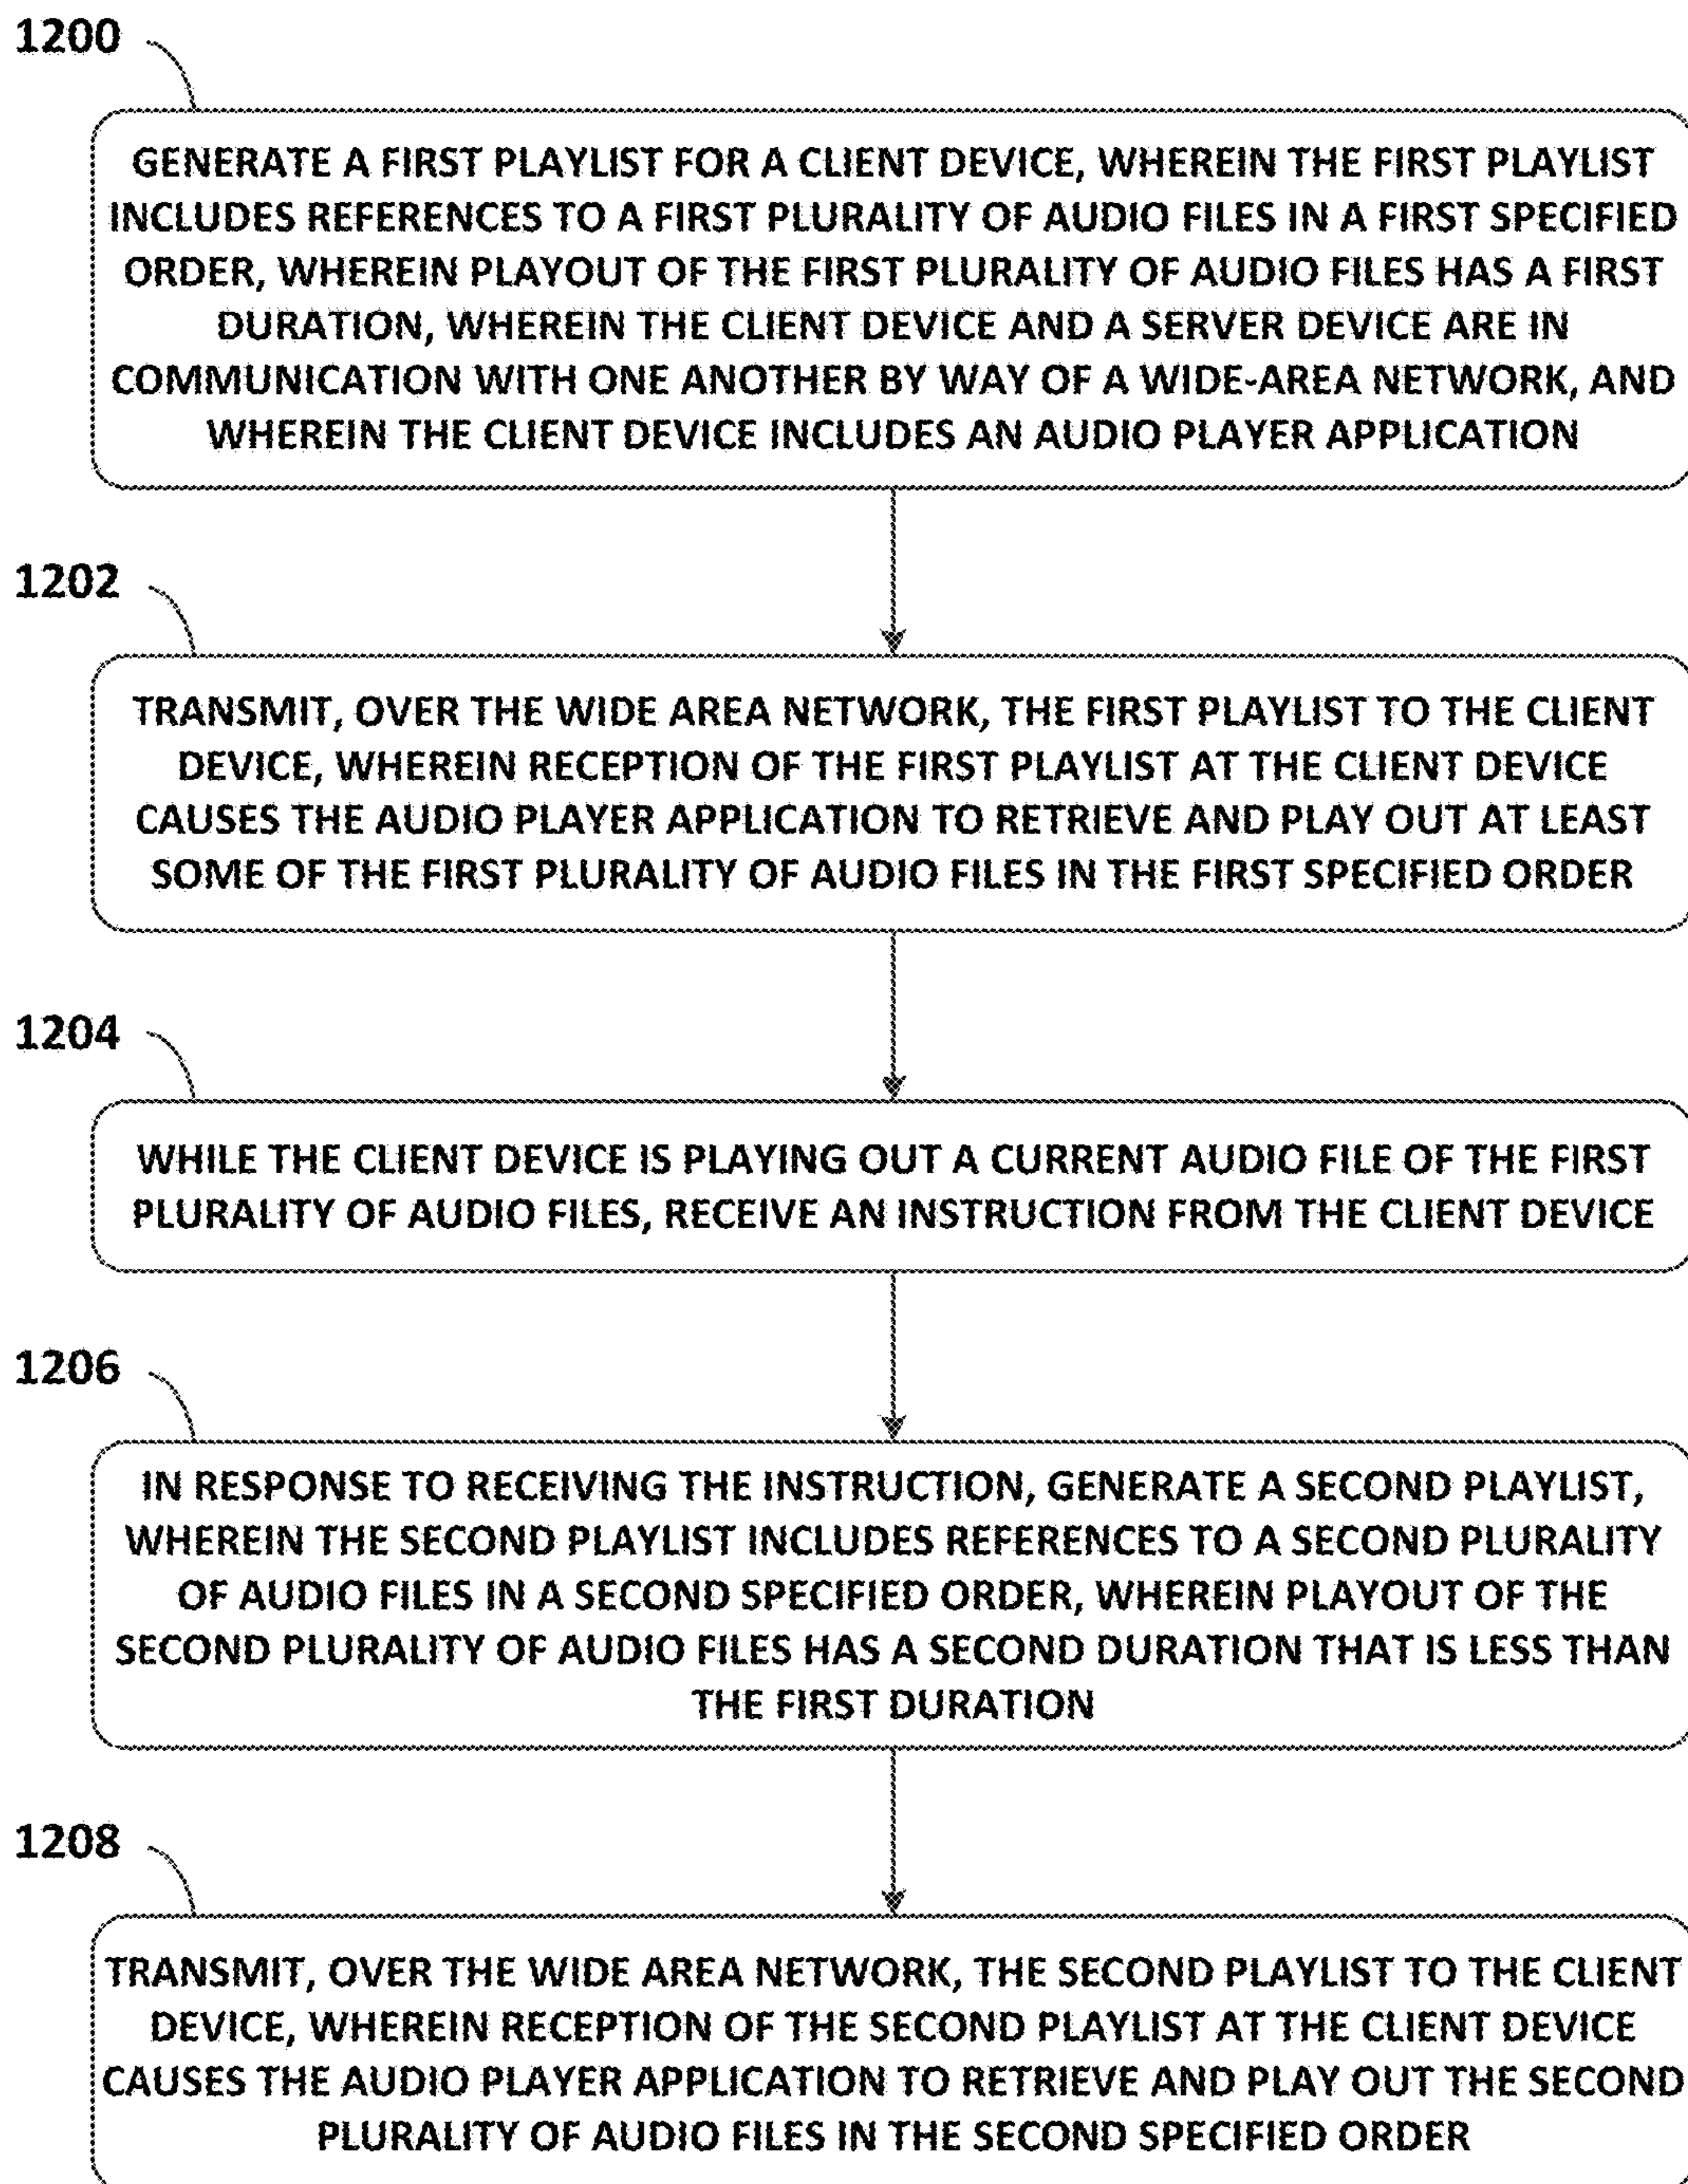 1200
GENERATE A FIRST PLAYLIST FOR A CLIENT DEVICE, WHEREIN THE FIRST PLAYLIST
INCLUDES REFERENCES TO A FIRST PLURALITY OF AUDIO FILES IN A FIRST SPECIFIED
ORDER, WHEREIN PLAYOUT OF THE FIRST PLURALITY OF AUDIO FILES HAS A FIRST
DURATION, WHEREIN THE CLIENT DEVICE AND A SERVER DEVICE ARE IN
COMMUNICATION WITH ONE ANOTHER BY WAY OF A WIDE-AREA NETWORK, AND
WHEREIN THE CLIENT DEVICE INCLUDES AN AUDIO PLAYER APPLICATION
1202
TRANSMIT, OVER THE WIDE AREA NETWORK, THE FIRST PLAYLIST TO THE CLIENT
DEVICE, WHEREIN RECEPTION OF THE FIRST PLAYLIST AT THE CLIENT DEVICE
CAUSES THE AUDIO PLAYER APPLICATION TO RETRIEVE AND PLAY OUT AT LEAST
SOME OF THE FIRST PLURALITY OF AUDIO FILES IN THE FIRST SPECIFIED ORDER
1204
WHILE THE CLIENT DEVICE IS PLAYING OUT A CURRENT AUDIO FILE OF THE FIRST
PLURALITY OF AUDIO FILES, RECEIVE AN INSTRUCTION FROM THE CLIENT DEVICE
1206
IN RESPONSE TO RECEIVING THE INSTRUCTION, GENERATE A SECOND PLAYLIST,
WHEREIN THE SECOND PLAYLIST INCLUDES REFERENCES TO A SECOND PLURALITY
OF AUDIO FILES IN A SECOND SPECIFIED ORDER, WHEREIN PLAYOUT OF THE
SECOND PLURALITY OF AUDIO FILES HAS A SECOND DURATION THAT IS LESS THAN
THE FIRST DURATION
1208
TRANSMIT, OVER THE WIDE AREA NETWORK, THE SECOND PLAYLIST TO THE CLIENT
DEVICE, WHEREIN RECEPTION OF THE SECOND PLAYLIST AT THE CLIENT DEVICE
CAUSES THE AUDIO PLAYER APPLICATION TO RETRIEVE AND PLAY OUT THE SECOND
PLURALITY OF AUDIO FILES IN THE SECOND SPECIFIED ORDER